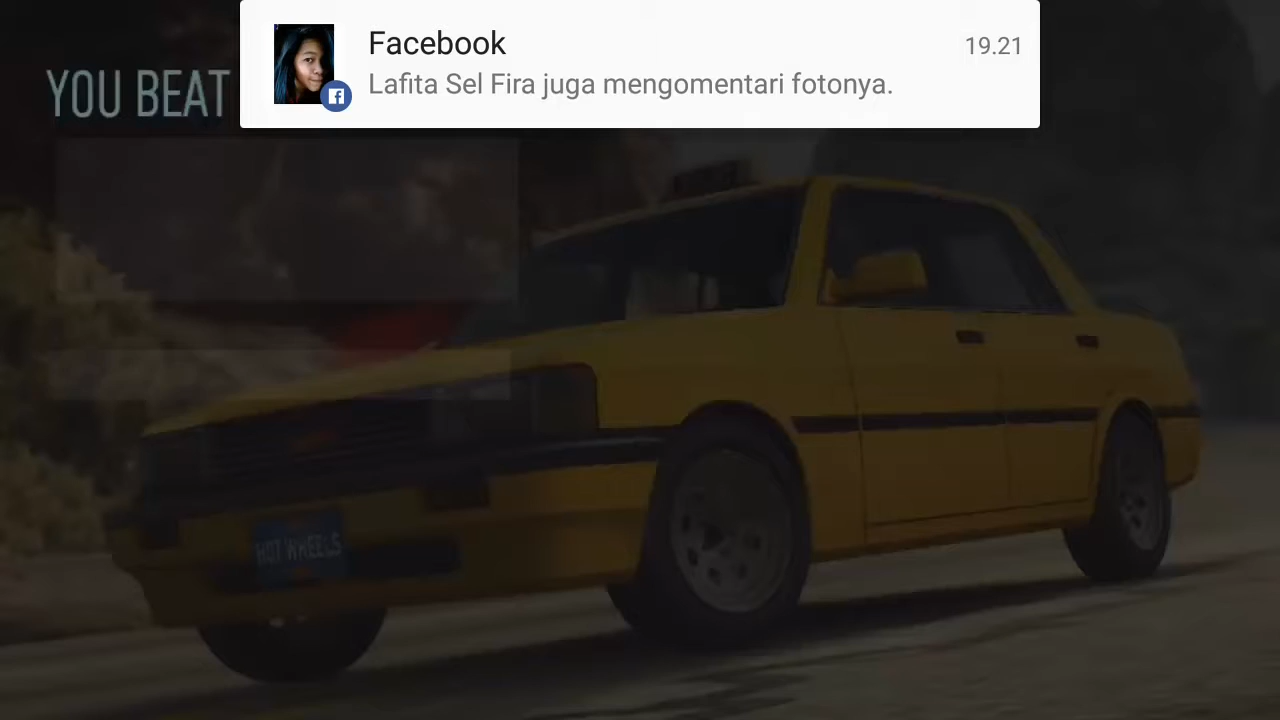 Facebook
19.21
Lafita Sel Fira juga mengomentari fotonya.
YOU BEAT
HOT WHEELS